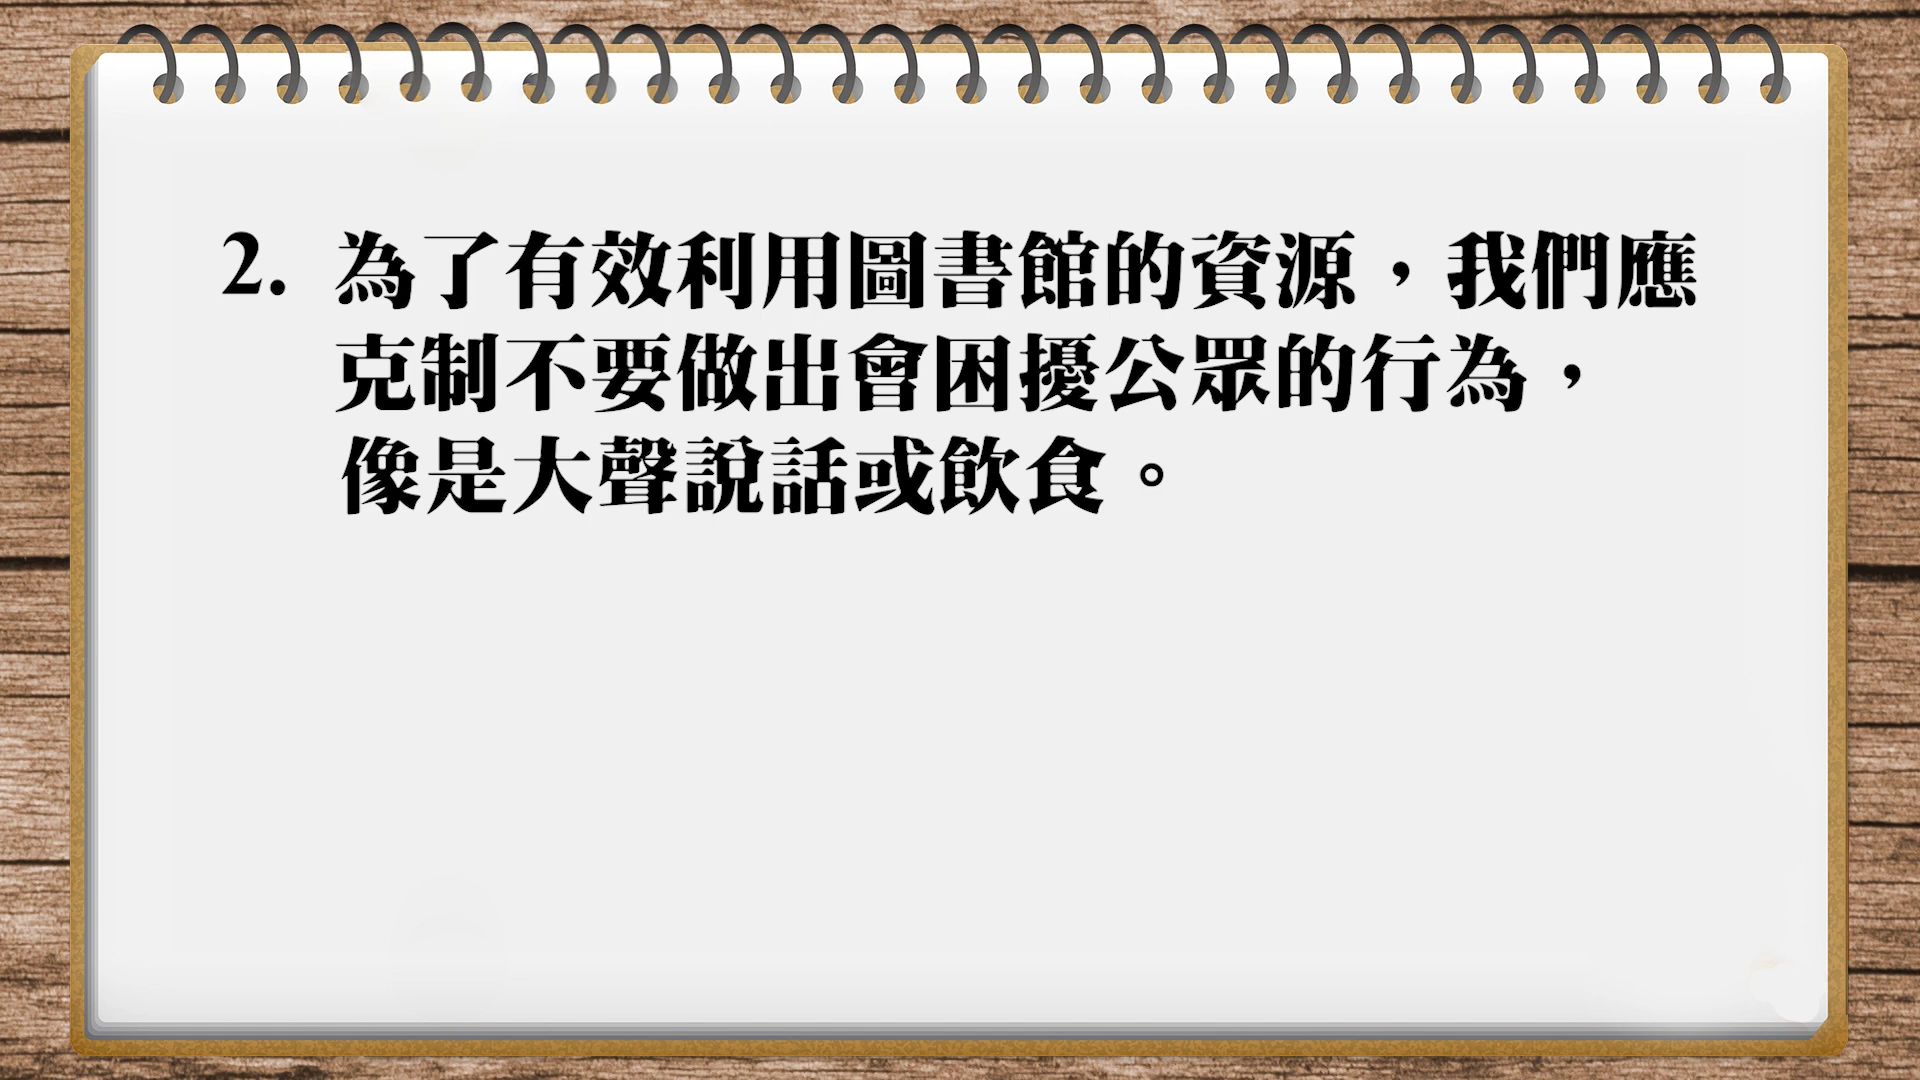 2. 為了有效利用圖書館的資源，我們應
克制不要做出會困擾公眾的行為，
像是大聲說話或飲食。